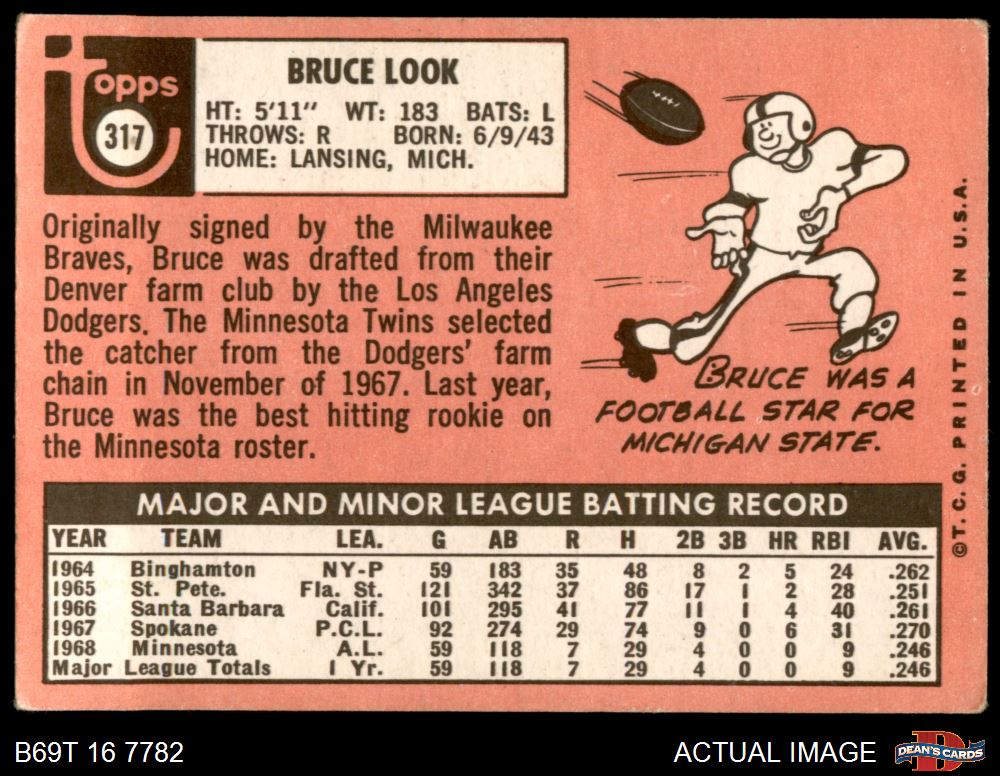 Topps
317
BRUCE LOOK
HT: 5'11" WT: 183 BATS: L
THROWS: R BORN: 6/9/43
HOME: LANSING, MICH.
Originally signed by the Milwaukee
Braves, Bruce was drafted from their
Denver farm club by the Los Angeles
Dodgers. The Minnesota Twins selected
the catcher from the Dodgers' farm
chain in November of 1967. Last year,
Bruce was the best hitting rookie on
the Minnesota roster.
BRUCE WAS A
FOOTBALL STAR FOR
MICHIGAN STATE.
©T. C. G. PRINTED IN U.S.A.
MAJOR AND MINOR LEAGUE BATTING RECORD
YEAR TEAM LEA. G AB R H 2B 3B HR RBI AVG.
1964 Binghamton NY-P 59 183 35 48 8 2 5 24 .262
1965 St. Pete. Fla. St. 121 342 37 86 17 1 2 28 .251
1966 Santa Barbara Calif. 101 295 41 77 11 1 4 40 .261
1967 Spokane P.C.L. 92 274 29 74 9 0 6 31 .270
1968 Minnesota A.L. 59 118 7 29 4 0 0 9 .246
Major League Totals 1 Yr. 59 118 7 29 4 0 0 9 .246
B69T 16 7782
ACTUAL IMAGE
DEAN'S CARDS